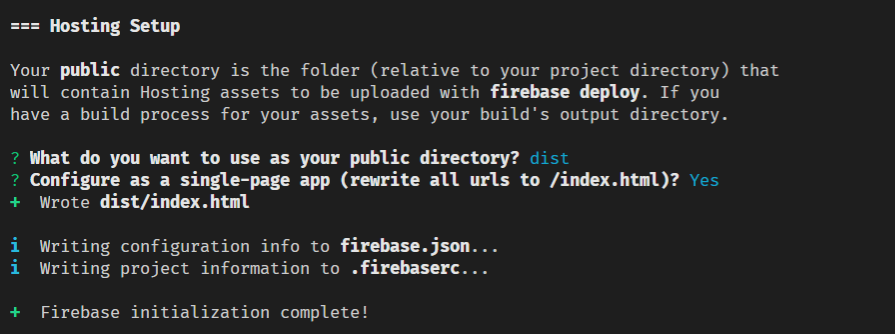 === Hosting Setup
Your public directory is the folder (relative to your project directory) that
will contain Hosting assets to be uploaded with firebase deploy. If you
have a build process for your assets, use your build's output directory.
? What do you want to use as your public directory? dist
? Configure as a single-page app (rewrite all urls to /index.html)? Yes
+  Wrote dist/index.html
i  Writing configuration info to firebase.json...
i  Writing project information to .firebaserc...
+  Firebase initialization complete!